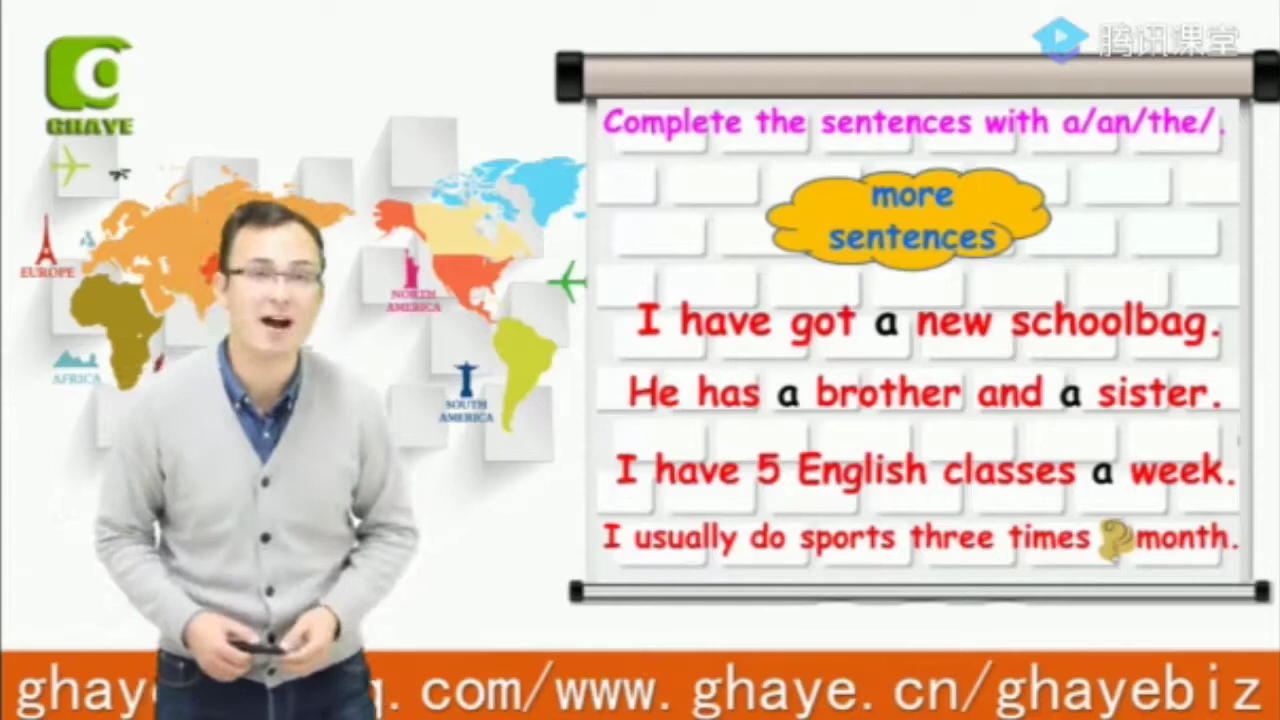 GHAYE
腾讯课堂
Complete the sentences with a/an/the/.
more
sentences
I have got a new schoolbag.
He has a brother and a sister.
I have 5 English classes a week.
I usually do sports three times
month.
EUROPE
NORTH
AMERICA
AFRICA
SOUTH
AMERICA
q.com/www.ghaye.cn/ghayebiz